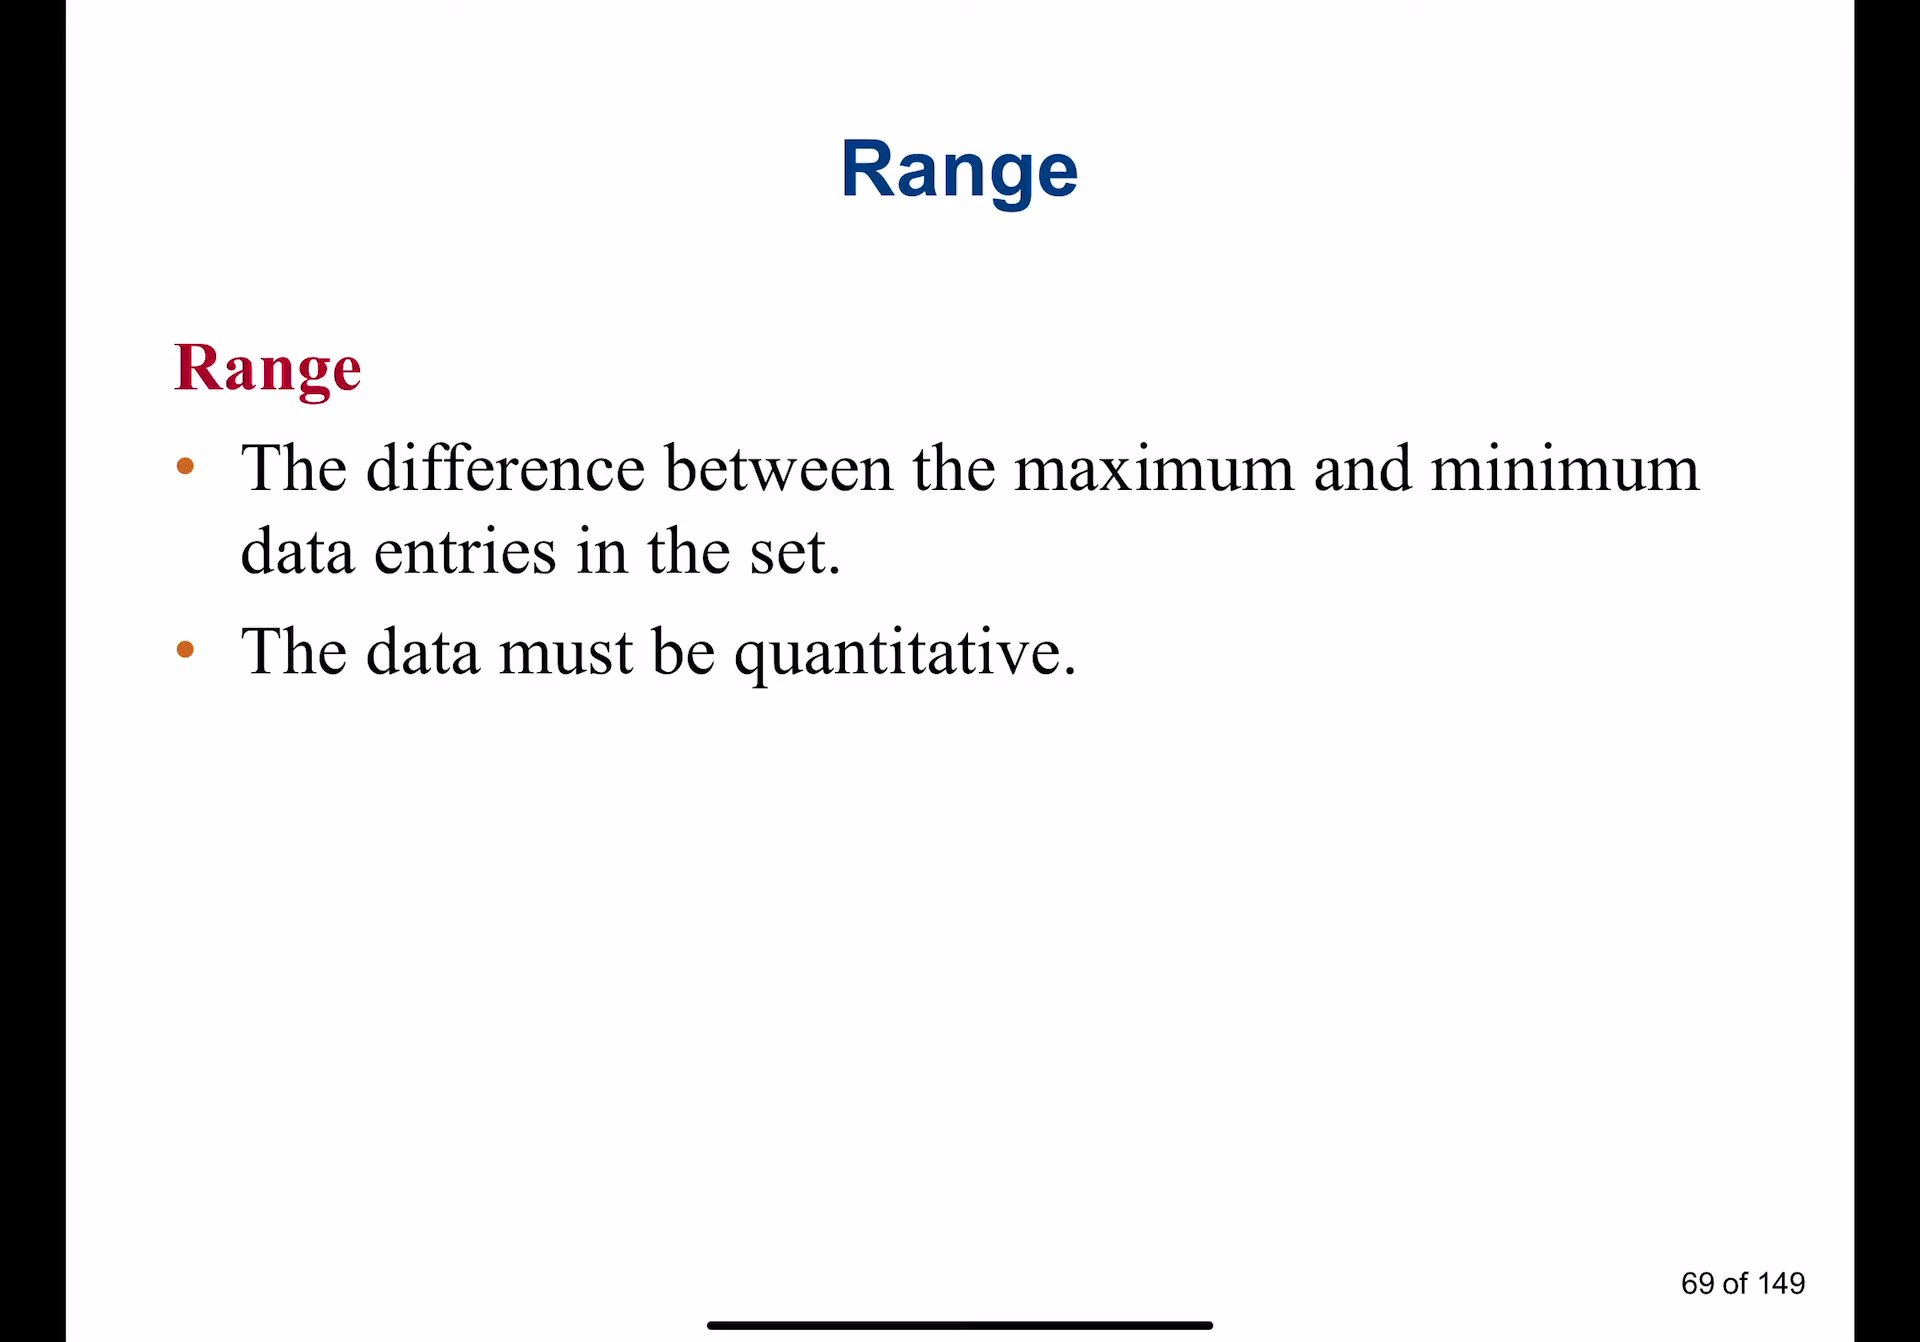 Range
Range
• The difference between the maximum and minimum
data entries in the set.
• The data must be quantitative.
69 of 149